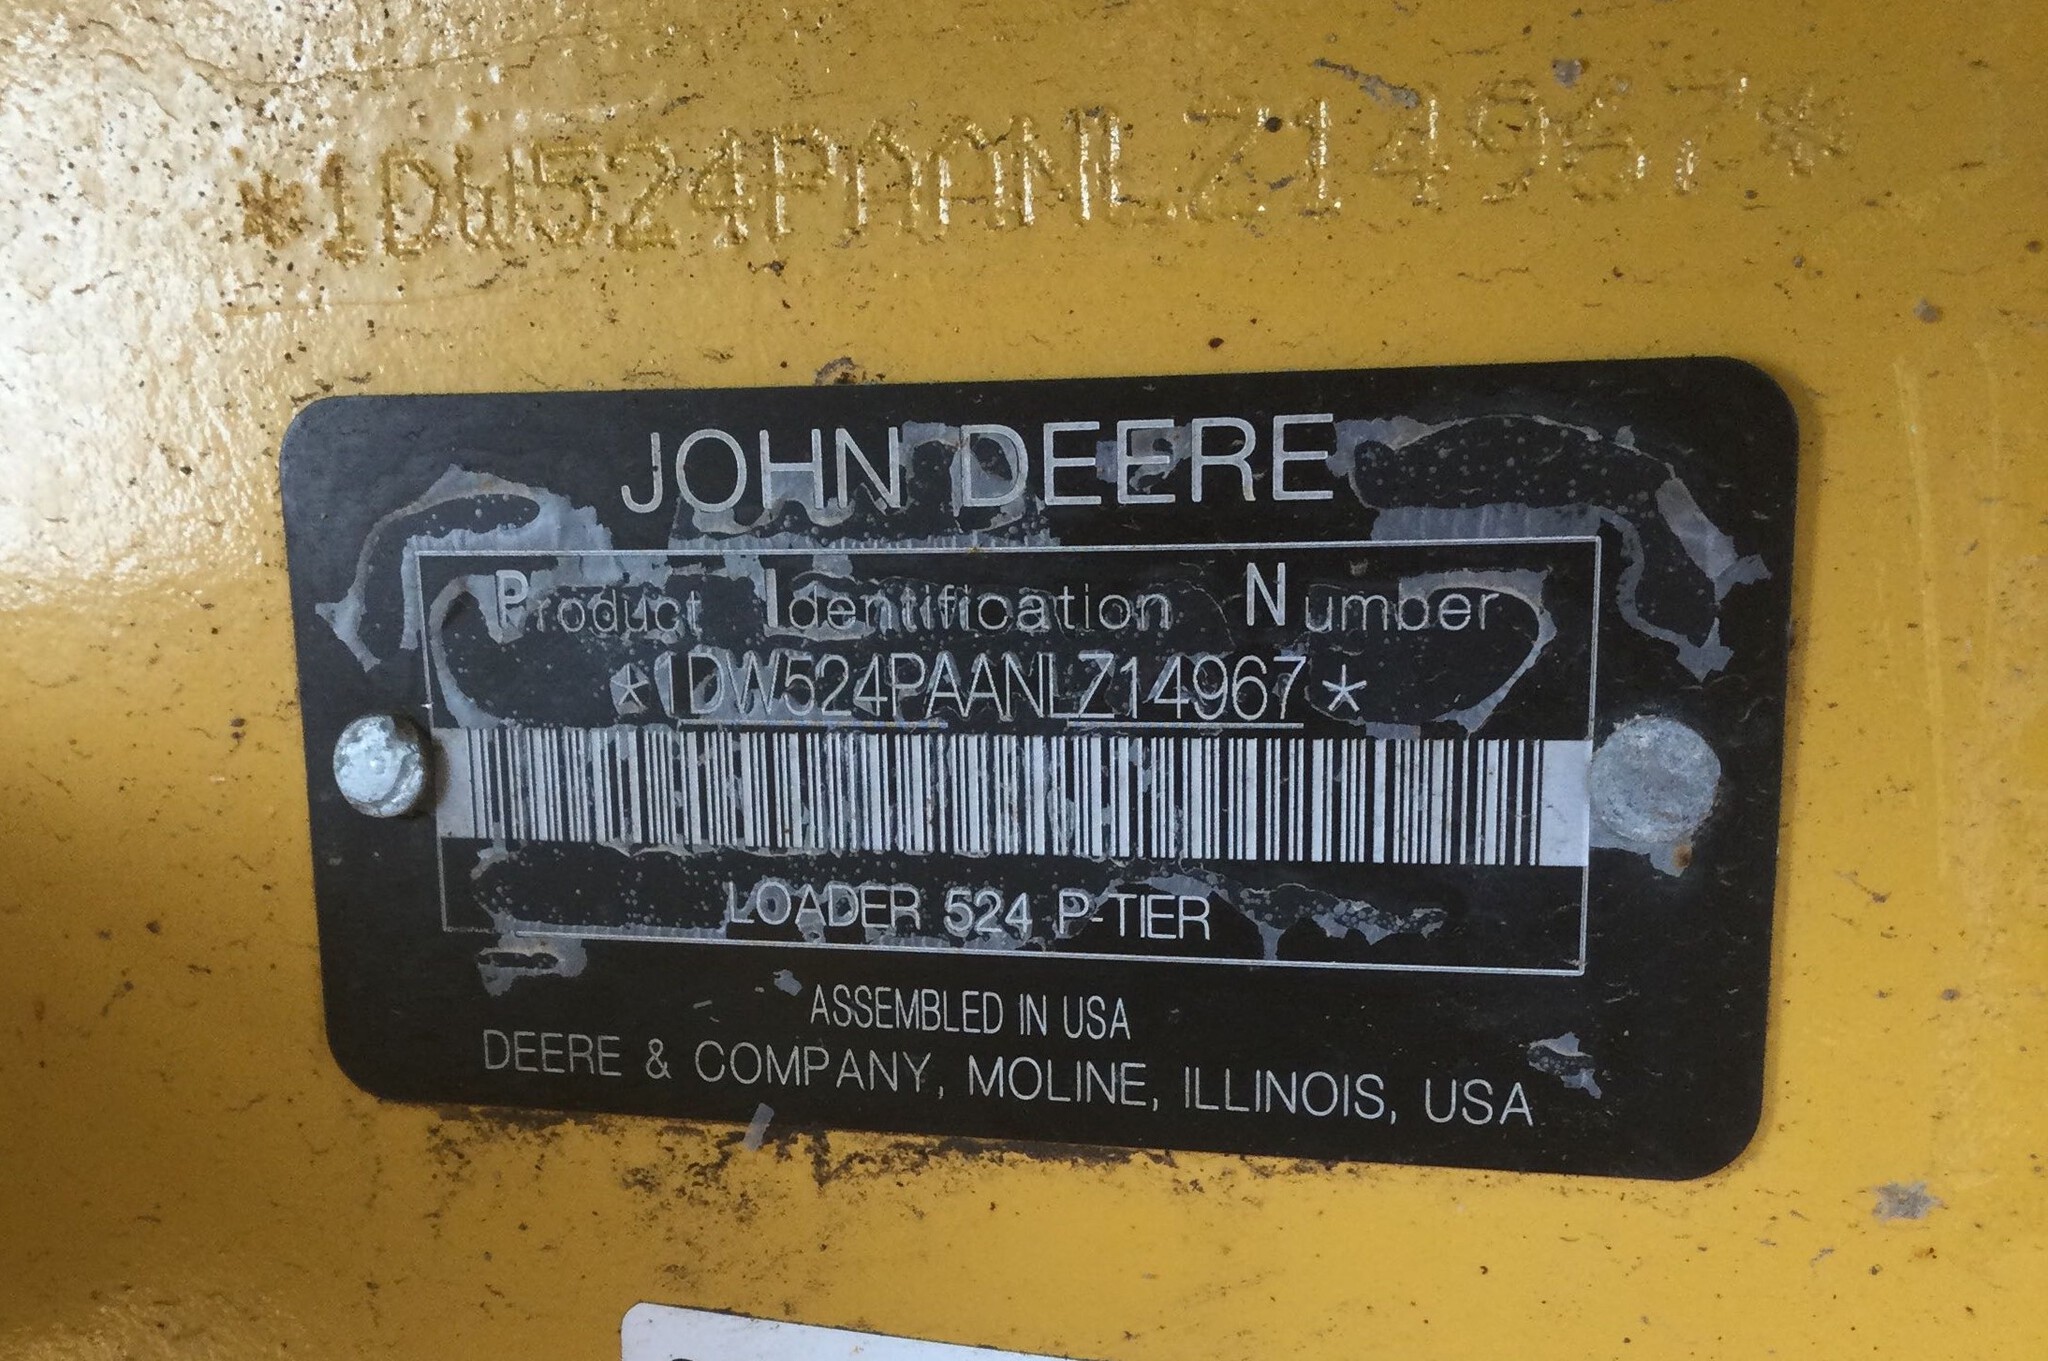 *1DW524PAANLZ14967*
JOHN DEERE
Product Identification Number
*1DW524PAANLZ14967*
LOADER 524 P-TIER
ASSEMBLED IN USA
DEERE & COMPANY, MOLINE, ILLINOIS, USA